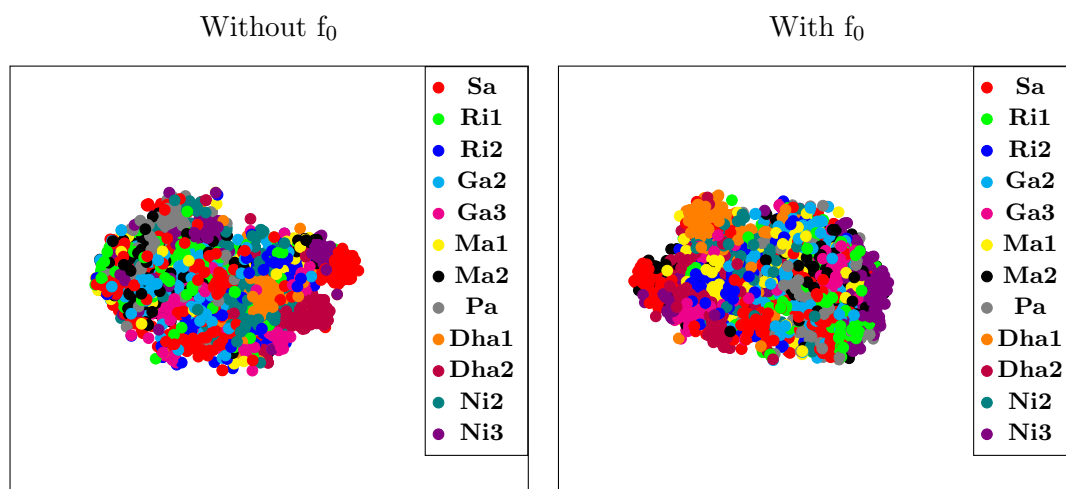 Without f₀
Sa
Ri1
Ri2
Ga2
Ga3
Ma1
Ma2
Pa
Dha1
Dha2
Ni2
Ni3
With f₀
Sa
Ri1
Ri2
Ga2
Ga3
Ma1
Ma2
Pa
Dha1
Dha2
Ni2
Ni3